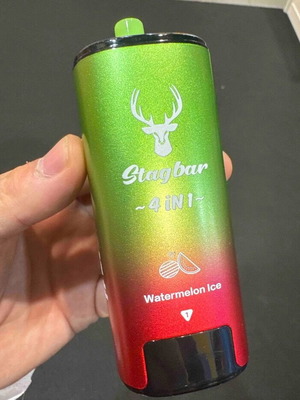 Stagbar
~4 iN 1~
Watermelon Ice
1